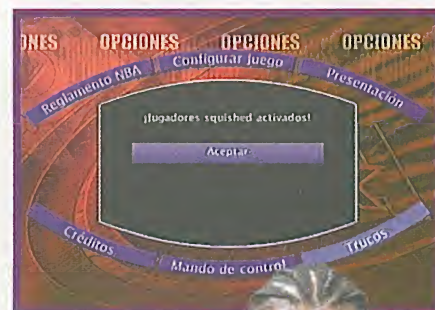 ONES OPCIONES OPCIONES OPCIONES
Reglamento NBA Configurar juego Presentación
¡Jugadores squished activados!
Aceptar
Créditos Mando de control Trucos